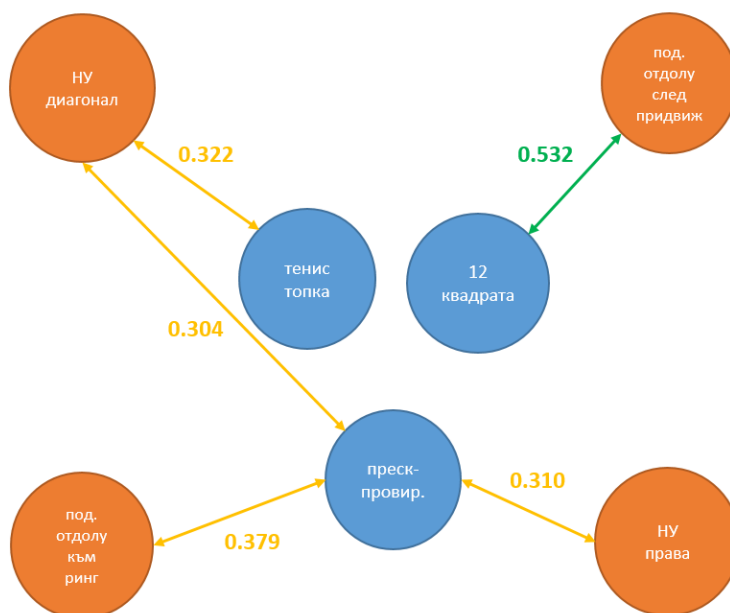 НУ
диагонал
под.
отдолу
след
придвиж
0.322
0.532
тенис
топка
12
квадрата
0.304
преск-
провир.
0.310
0.379
под.
отдолу
към
ринг
НУ
права